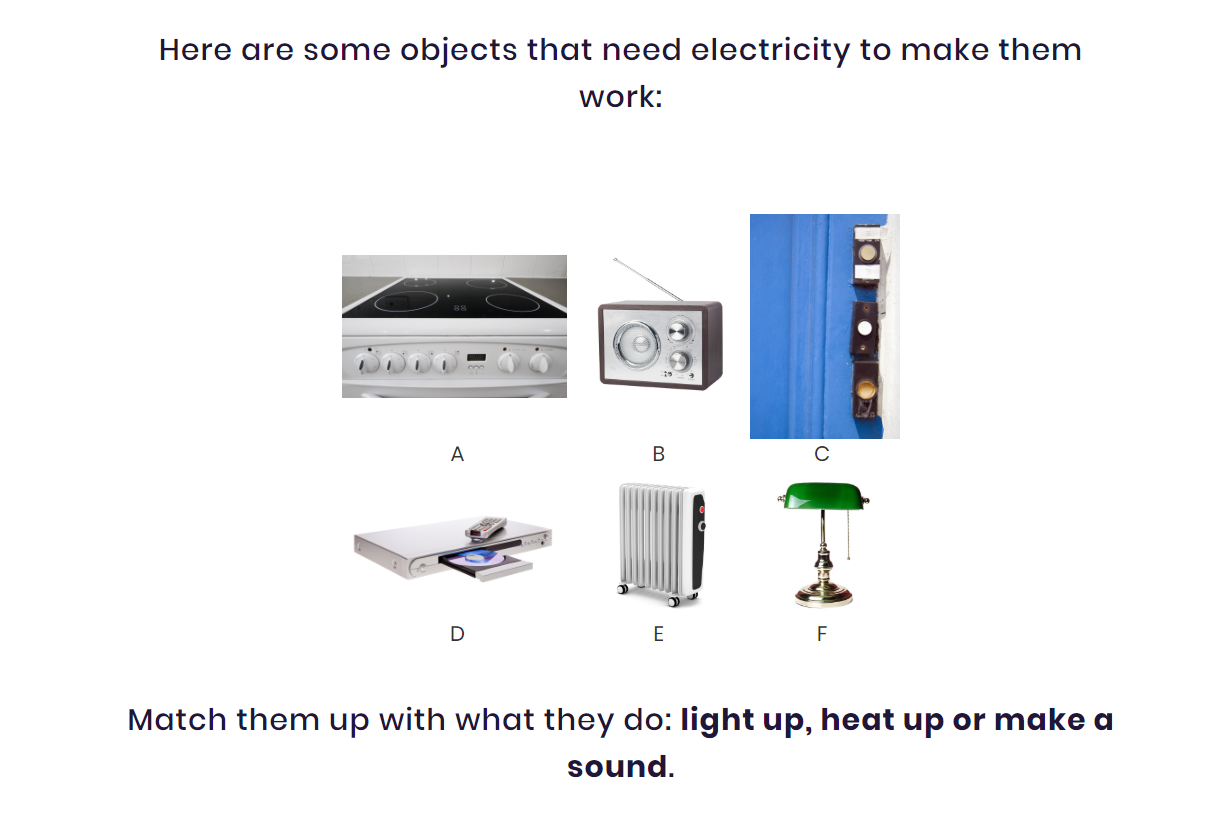 Here are some objects that need electricity to make them
work:
88
A
B
C
D
E
F
Match them up with what they do: light up, heat up or make a
sound.